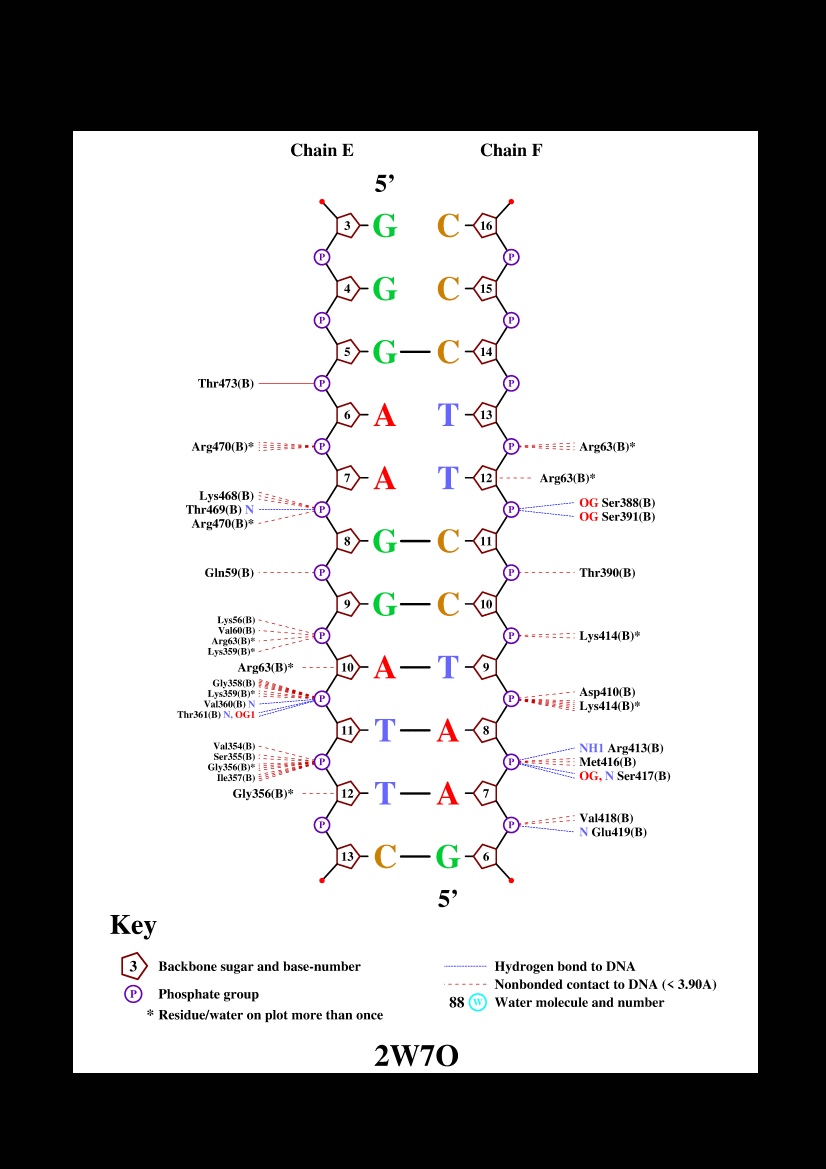 Chain E Chain F
5’
3 G C 16
P P
4 G C 15
P P
5 G C 14
Thr473(B) P P
6 A T 13
Arg470(B)* P P Arg63(B)*
7 A T 12 Arg63(B)*
Lys468(B)
Thr469(B) N P P OG Ser388(B)
Arg470(B)* OG Ser391(B)
8 G C 11
Gln59(B) P P Thr390(B)
9 G C 10
Lys56(B)
Val60(B)
Arg63(B)* P P Lys414(B)*
Lys359(B)*
Arg63(B)* 10 A T 9
Gly358(B)
Lys359(B)* P P Asp410(B)
Val360(B) N Lys414(B)*
Thr361(B) N, OG1
11 T A 8
Val354(B) NH1 Arg413(B)
Ser355(B) P P Met416(B)
Gly356(B)* OG, N Ser417(B)
Ile357(B)
Gly356(B)* 12 T A 7
P P Val418(B)
N Glu419(B)
13 C G 6
5’
Key
3 Backbone sugar and base-number
P Phosphate group
* Residue/water on plot more than once
Hydrogen bond to DNA
Nonbonded contact to DNA (< 3.90A)
88 W Water molecule and number
2W7O